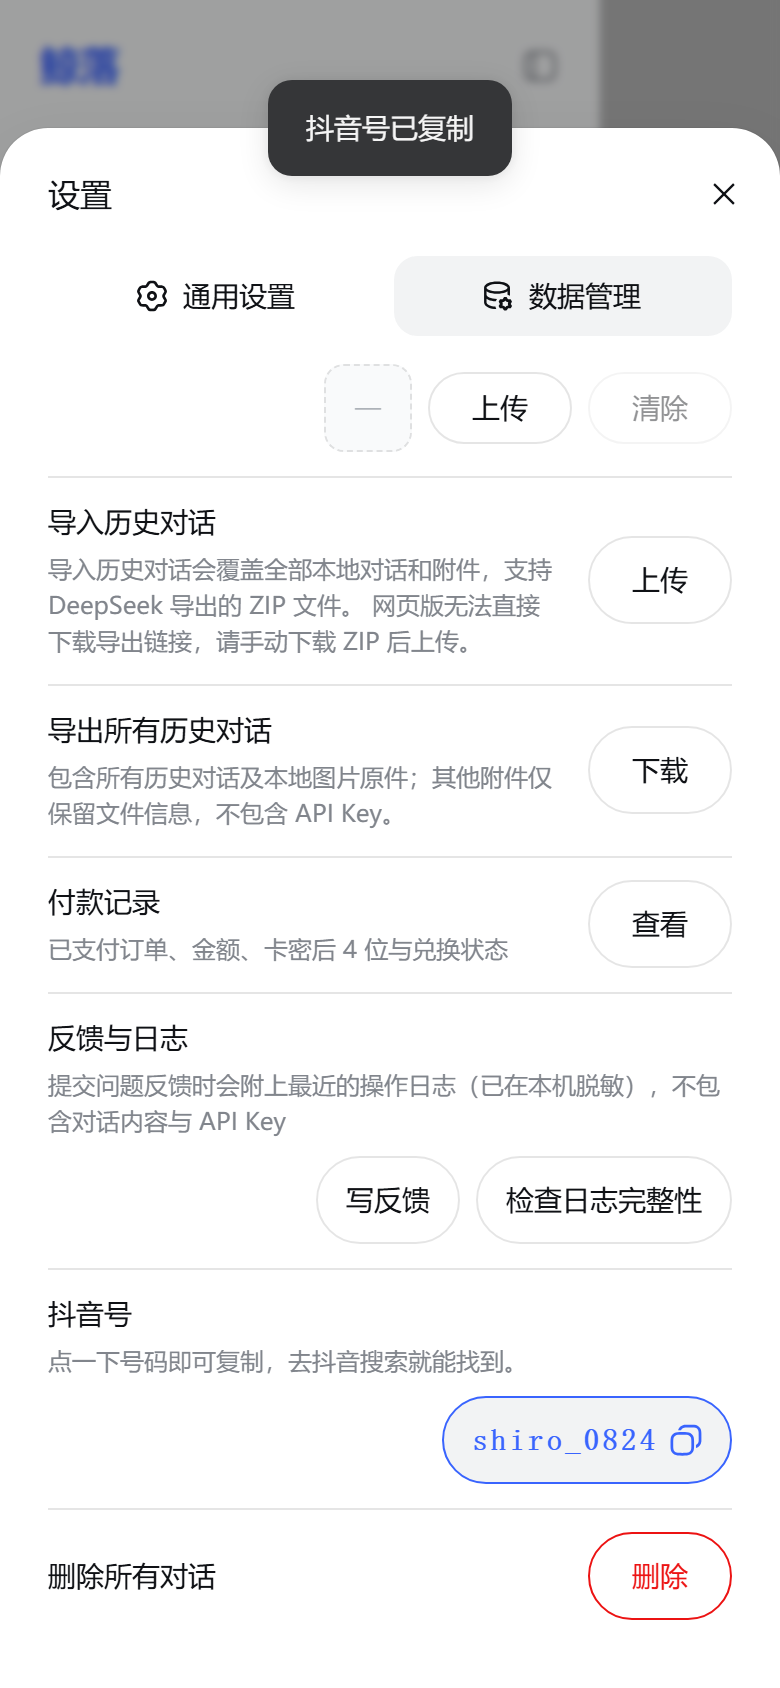 鲸落
抖音号已复制
设置
通用设置
数据管理
—
上传
清除
导入历史对话
导入历史对话会覆盖全部本地对话和附件，支持
DeepSeek 导出的 ZIP 文件。 网页版无法直接
下载导出链接，请手动下载 ZIP 后上传。
上传
导出所有历史对话
包含所有历史对话及本地图片原件；其他附件仅
保留文件信息，不包含 API Key。
下载
付款记录
已支付订单、金额、卡密后 4 位与兑换状态
查看
反馈与日志
提交问题反馈时会附上最近的操作日志（已在本机脱敏），不包
含对话内容与 API Key
写反馈
检查日志完整性
抖音号
点一下号码即可复制，去抖音搜索就能找到。
shiro_0824
删除所有对话
删除